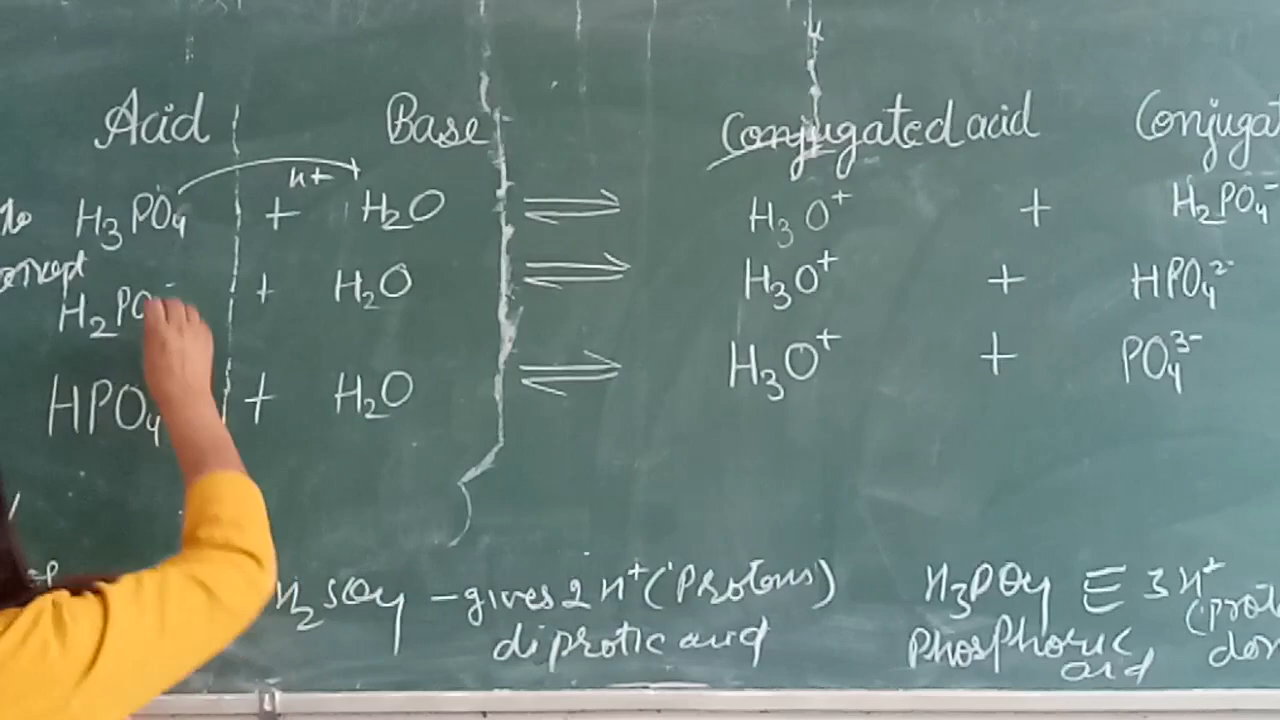 Acid Base Conjugated acid Conjugat
H+
H₃PO₄ + H₂O ⇌ H₃O⁺ + H₂PO₄⁻
H₂PO + H₂O ⇌ H₃O⁺ + HPO₄²⁻
HPO₄ + H₂O ⇌ H₃O⁺ + PO₄³⁻
H₂SO₄ - gives 2 H⁺ (Protons) H₃PO₄ ≡ 3 H⁺
diprotic acid Phosphoric
acid